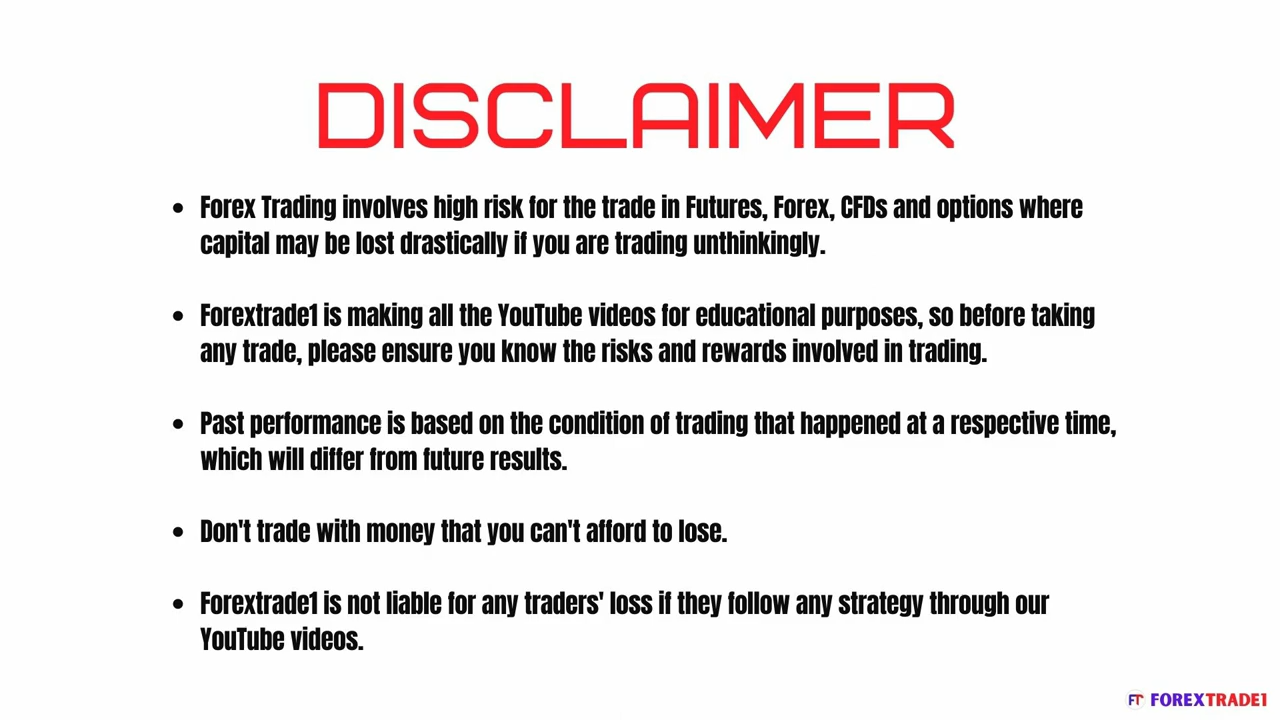 DISCLAIMER
• Forex Trading involves high risk for the trade in Futures, Forex, CFDs and options where
capital may be lost drastically if you are trading unthinkingly.
• Forextrade1 is making all the YouTube videos for educational purposes, so before taking
any trade, please ensure you know the risks and rewards involved in trading.
• Past performance is based on the condition of trading that happened at a respective time,
which will differ from future results.
• Don't trade with money that you can't afford to lose.
• Forextrade1 is not liable for any traders' loss if they follow any strategy through our
YouTube videos.
FT FOREXTRADE1